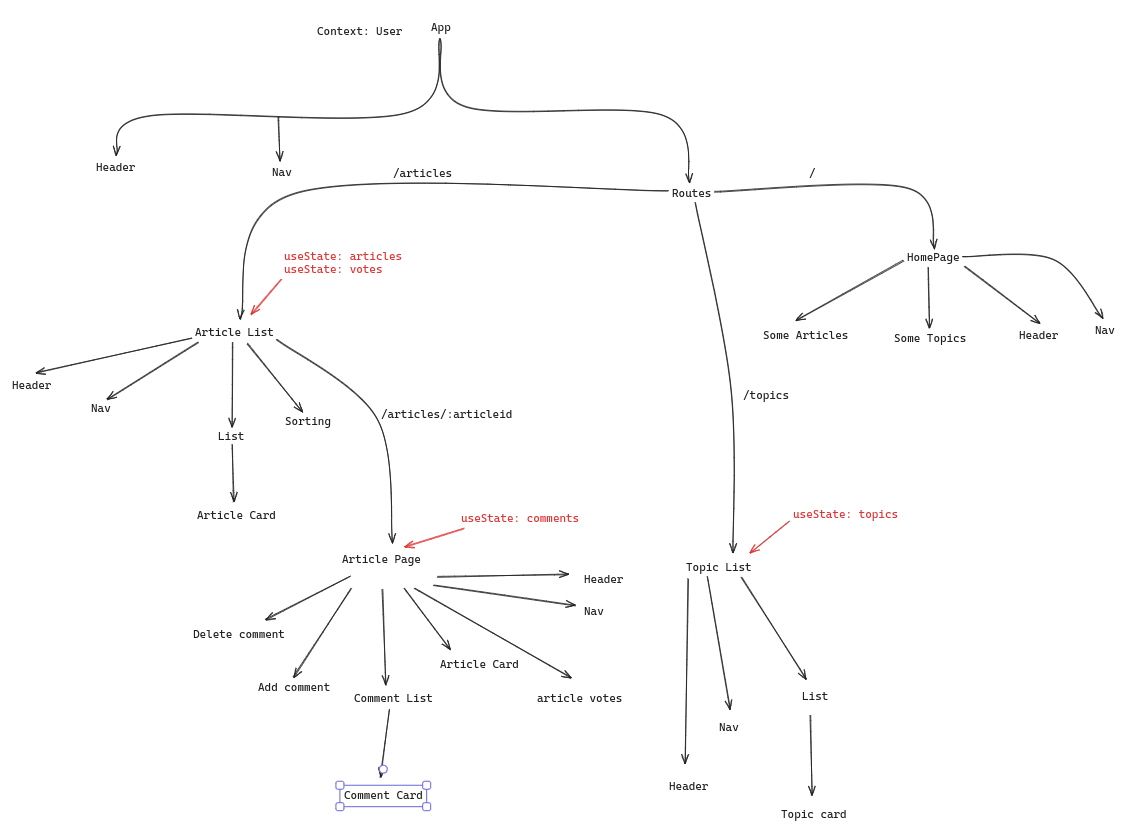 Context: User
App
Header
Nav
/articles
Routes
/
useState: articles
useState: votes
HomePage
Article List
Some Articles
Some Topics
Header
Nav
Header
Nav
List
Sorting
/articles/:articleid
/topics
Article Card
useState: comments
useState: topics
Article Page
Topic List
Header
Nav
Delete comment
Article Card
Add comment
Comment List
article votes
List
Nav
Header
Comment Card
Topic card